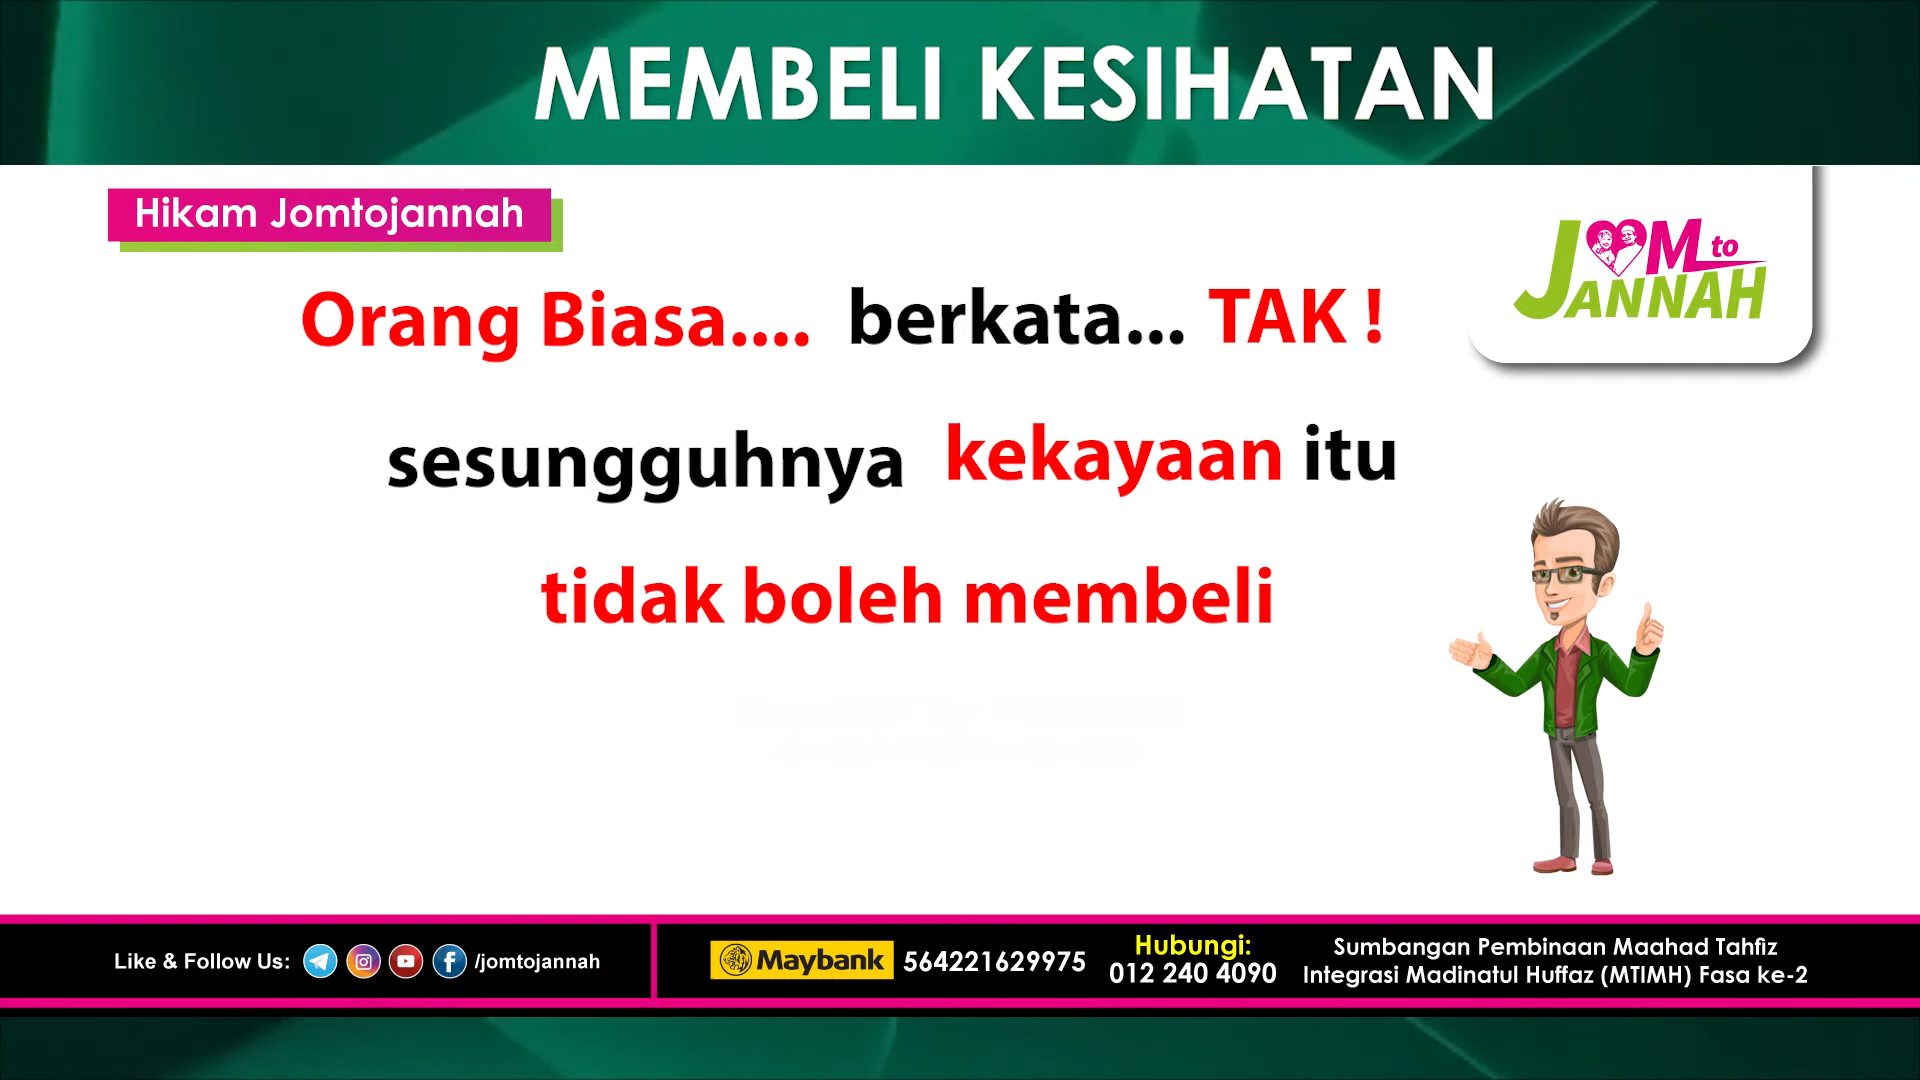 MEMBELI KESIHATAN
Hikam Jomtojannah
JOM to
JANNAH
Orang Biasa.... berkata... TAK !
sesungguhnya kekayaan itu
tidak boleh membeli
Like & Follow Us: /jomtojannah
Maybank 564221629975
Hubungi:
012 240 4090
Sumbangan Pembinaan Maahad Tahfiz
Integrasi Madinatul Huffaz (MTIMH) Fasa ke-2